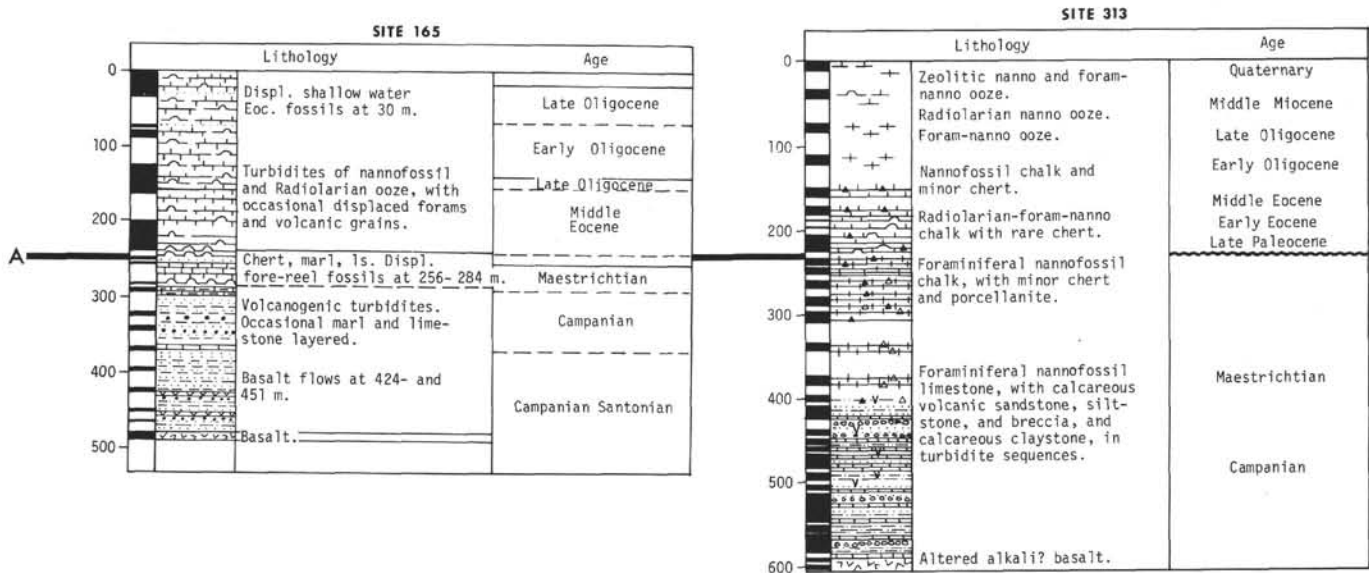 SITE 165
Lithology
Age
0
100
200
300
400
500
Displ. shallow water
Eoc. fossils at 30 m.
Turbidites of nannofossil
and Radiolarian ooze, with
occasional displaced forams
and volcanic grains.
Chert, marl, ls. Displ.
fore-reel fossils at 256-284 m.
Volcanogenic turbidites.
Occasional marl and lime-
stone layered.
Basalt flows at 424- and
451 m.
Basalt.
Late Oligocene
Early Oligocene
Late Oligocene
Middle
Eocene
Maestrichtian
Campanian
Campanian Santonian
A
SITE 313
Lithology
Age
0
100
200
300
400
500
600
Zeolitic nanno and foram-
nanno ooze.
Radiolarian nanno ooze.
Foram-nanno ooze.
Nannofossil chalk and
minor chert.
Radiolarian-foram-nanno
chalk with rare chert.
Foraminiferal nannofossil
chalk, with minor chert
and porcellanite.
Foraminiferal nannofossil
limestone, with calcareous
volcanic sandstone, silt-
stone, and breccia, and
calcareous claystone, in
turbidite sequences.
Altered alkali? basalt.
Quaternary
Middle Miocene
Late Oligocene
Early Oligocene
Middle Eocene
Early Eocene
Late Paleocene
Maestrichtian
Campanian